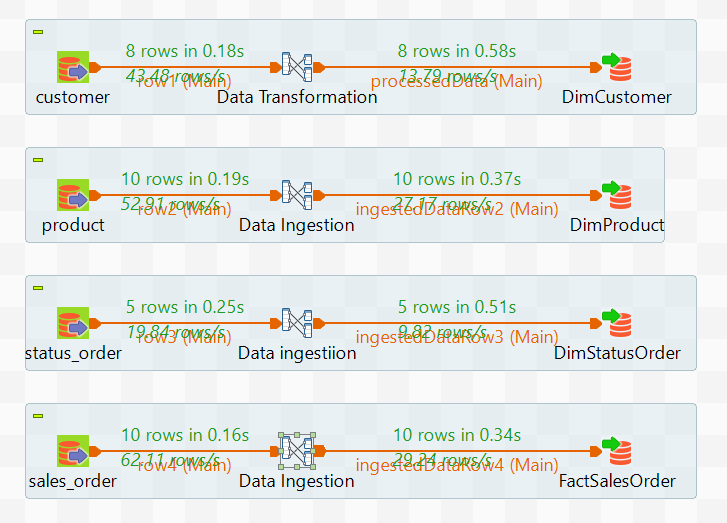 8 rows in 0.18s
43.48 rows/s
row1 (Main)
8 rows in 0.58s
13.79 rows/s
processedData (Main)
customer
Data Transformation
DimCustomer
10 rows in 0.19s
52.91 rows/s
row2 (Main)
10 rows in 0.37s
27.17 rows/s
ingestedDataRow2 (Main)
product
Data Ingestion
DimProduct
5 rows in 0.25s
19.84 rows/s
row3 (Main)
5 rows in 0.51s
9.82 rows/s
ingestedDataRow3 (Main)
status_order
Data ingestiion
DimStatusOrder
10 rows in 0.16s
62.11 rows/s
row4 (Main)
10 rows in 0.34s
29.24 rows/s
ingestedDataRow4 (Main)
sales_order
Data Ingestion
FactSalesOrder